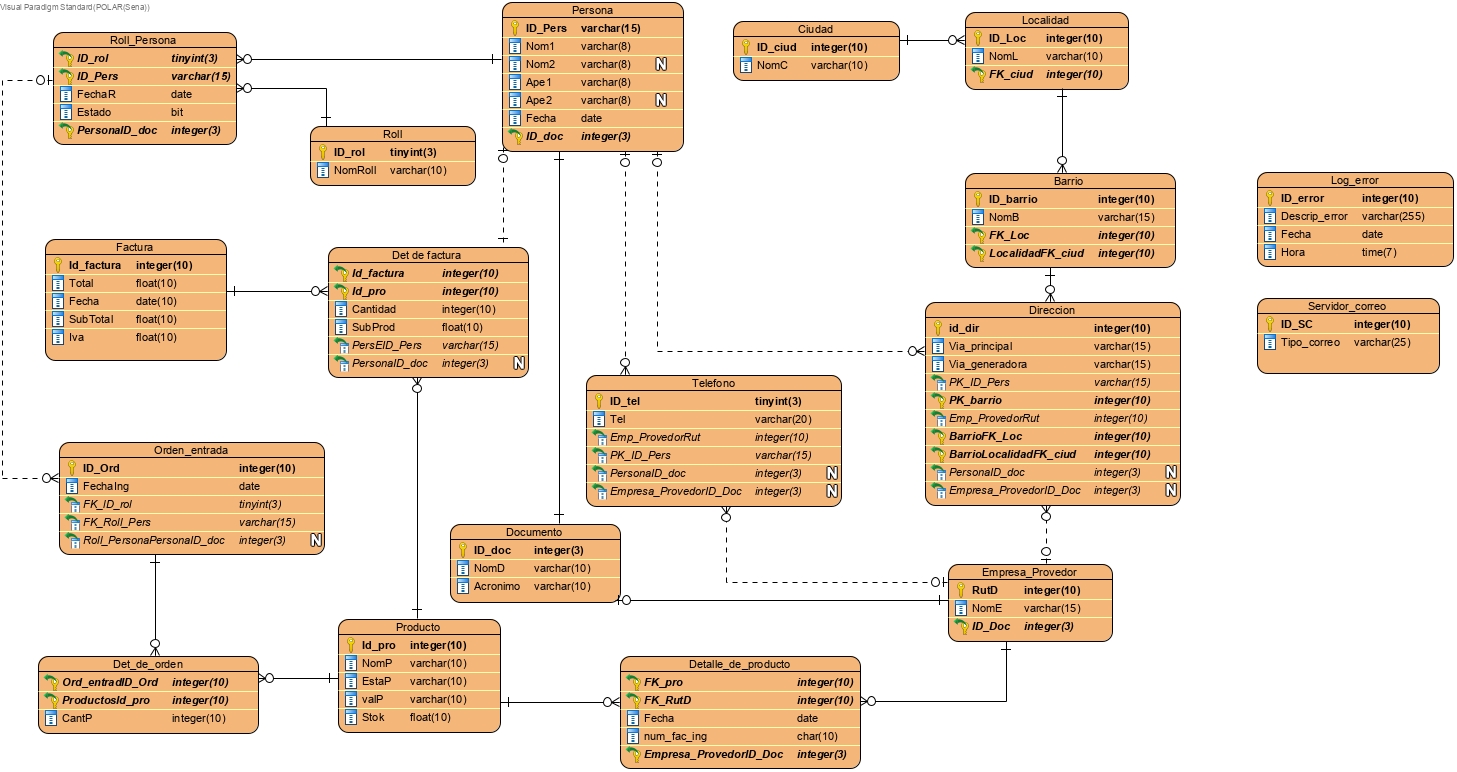 Visual Paradigm Standard(POLAR(Sena))
Roll_Persona
ID_rol tinyint(3)
ID_Pers varchar(15)
FechaR date
Estado bit
PersonaID_doc integer(3)
Persona
ID_Pers varchar(15)
Nom1 varchar(8)
Nom2 varchar(8) N
Ape1 varchar(8)
Ape2 varchar(8) N
Fecha date
ID_doc integer(3)
Ciudad
ID_ciud integer(10)
NomC varchar(10)
Localidad
ID_Loc integer(10)
NomL varchar(10)
FK_ciud integer(10)
Roll
ID_rol tinyint(3)
NomRoll varchar(10)
Barrio
ID_barrio integer(10)
NomB varchar(15)
FK_Loc integer(10)
LocalidadFK_ciud integer(10)
Log_error
ID_error integer(10)
Descrip_error varchar(255)
Fecha date
Hora time(7)
Factura
Id_factura integer(10)
Total float(10)
Fecha date(10)
SubTotal float(10)
Iva float(10)
Det de factura
Id_factura integer(10)
Id_pro integer(10)
Cantidad integer(10)
SubProd float(10)
PersEID_Pers varchar(15)
PersonaID_doc integer(3) N
Direccion
id_dir integer(10)
Via_principal varchar(15)
Via_generadora varchar(15)
PK_ID_Pers varchar(15)
PK_barrio integer(10)
Emp_ProvedorRut integer(10)
BarrioFK_Loc integer(10)
BarrioLocalidadFK_ciud integer(10)
PersonaID_doc integer(3) N
Empresa_ProvedorID_Doc integer(3) N
Servidor_correo
ID_SC integer(10)
Tipo_correo varchar(25)
Telefono
ID_tel tinyint(3)
Tel varchar(20)
Emp_ProvedorRut integer(10)
PK_ID_Pers varchar(15)
PersonaID_doc integer(3) N
Empresa_ProvedorID_Doc integer(3) N
Orden_entrada
ID_Ord integer(10)
FechaIng date
FK_ID_rol tinyint(3)
FK_Roll_Pers varchar(15)
Roll_PersonaPersonaID_doc integer(3) N
Documento
ID_doc integer(3)
NomD varchar(10)
Acronimo varchar(10)
Empresa_Provedor
RutD integer(10)
NomE varchar(15)
ID_Doc integer(3)
Producto
Id_pro integer(10)
NomP varchar(10)
EstaP varchar(10)
valP varchar(10)
Stok float(10)
Det_de_orden
Ord_entradID_Ord integer(10)
ProductosId_pro integer(10)
CantP integer(10)
Detalle_de_producto
FK_pro integer(10)
FK_RutD integer(10)
Fecha date
num_fac_ing char(10)
Empresa_ProvedorID_Doc integer(3)